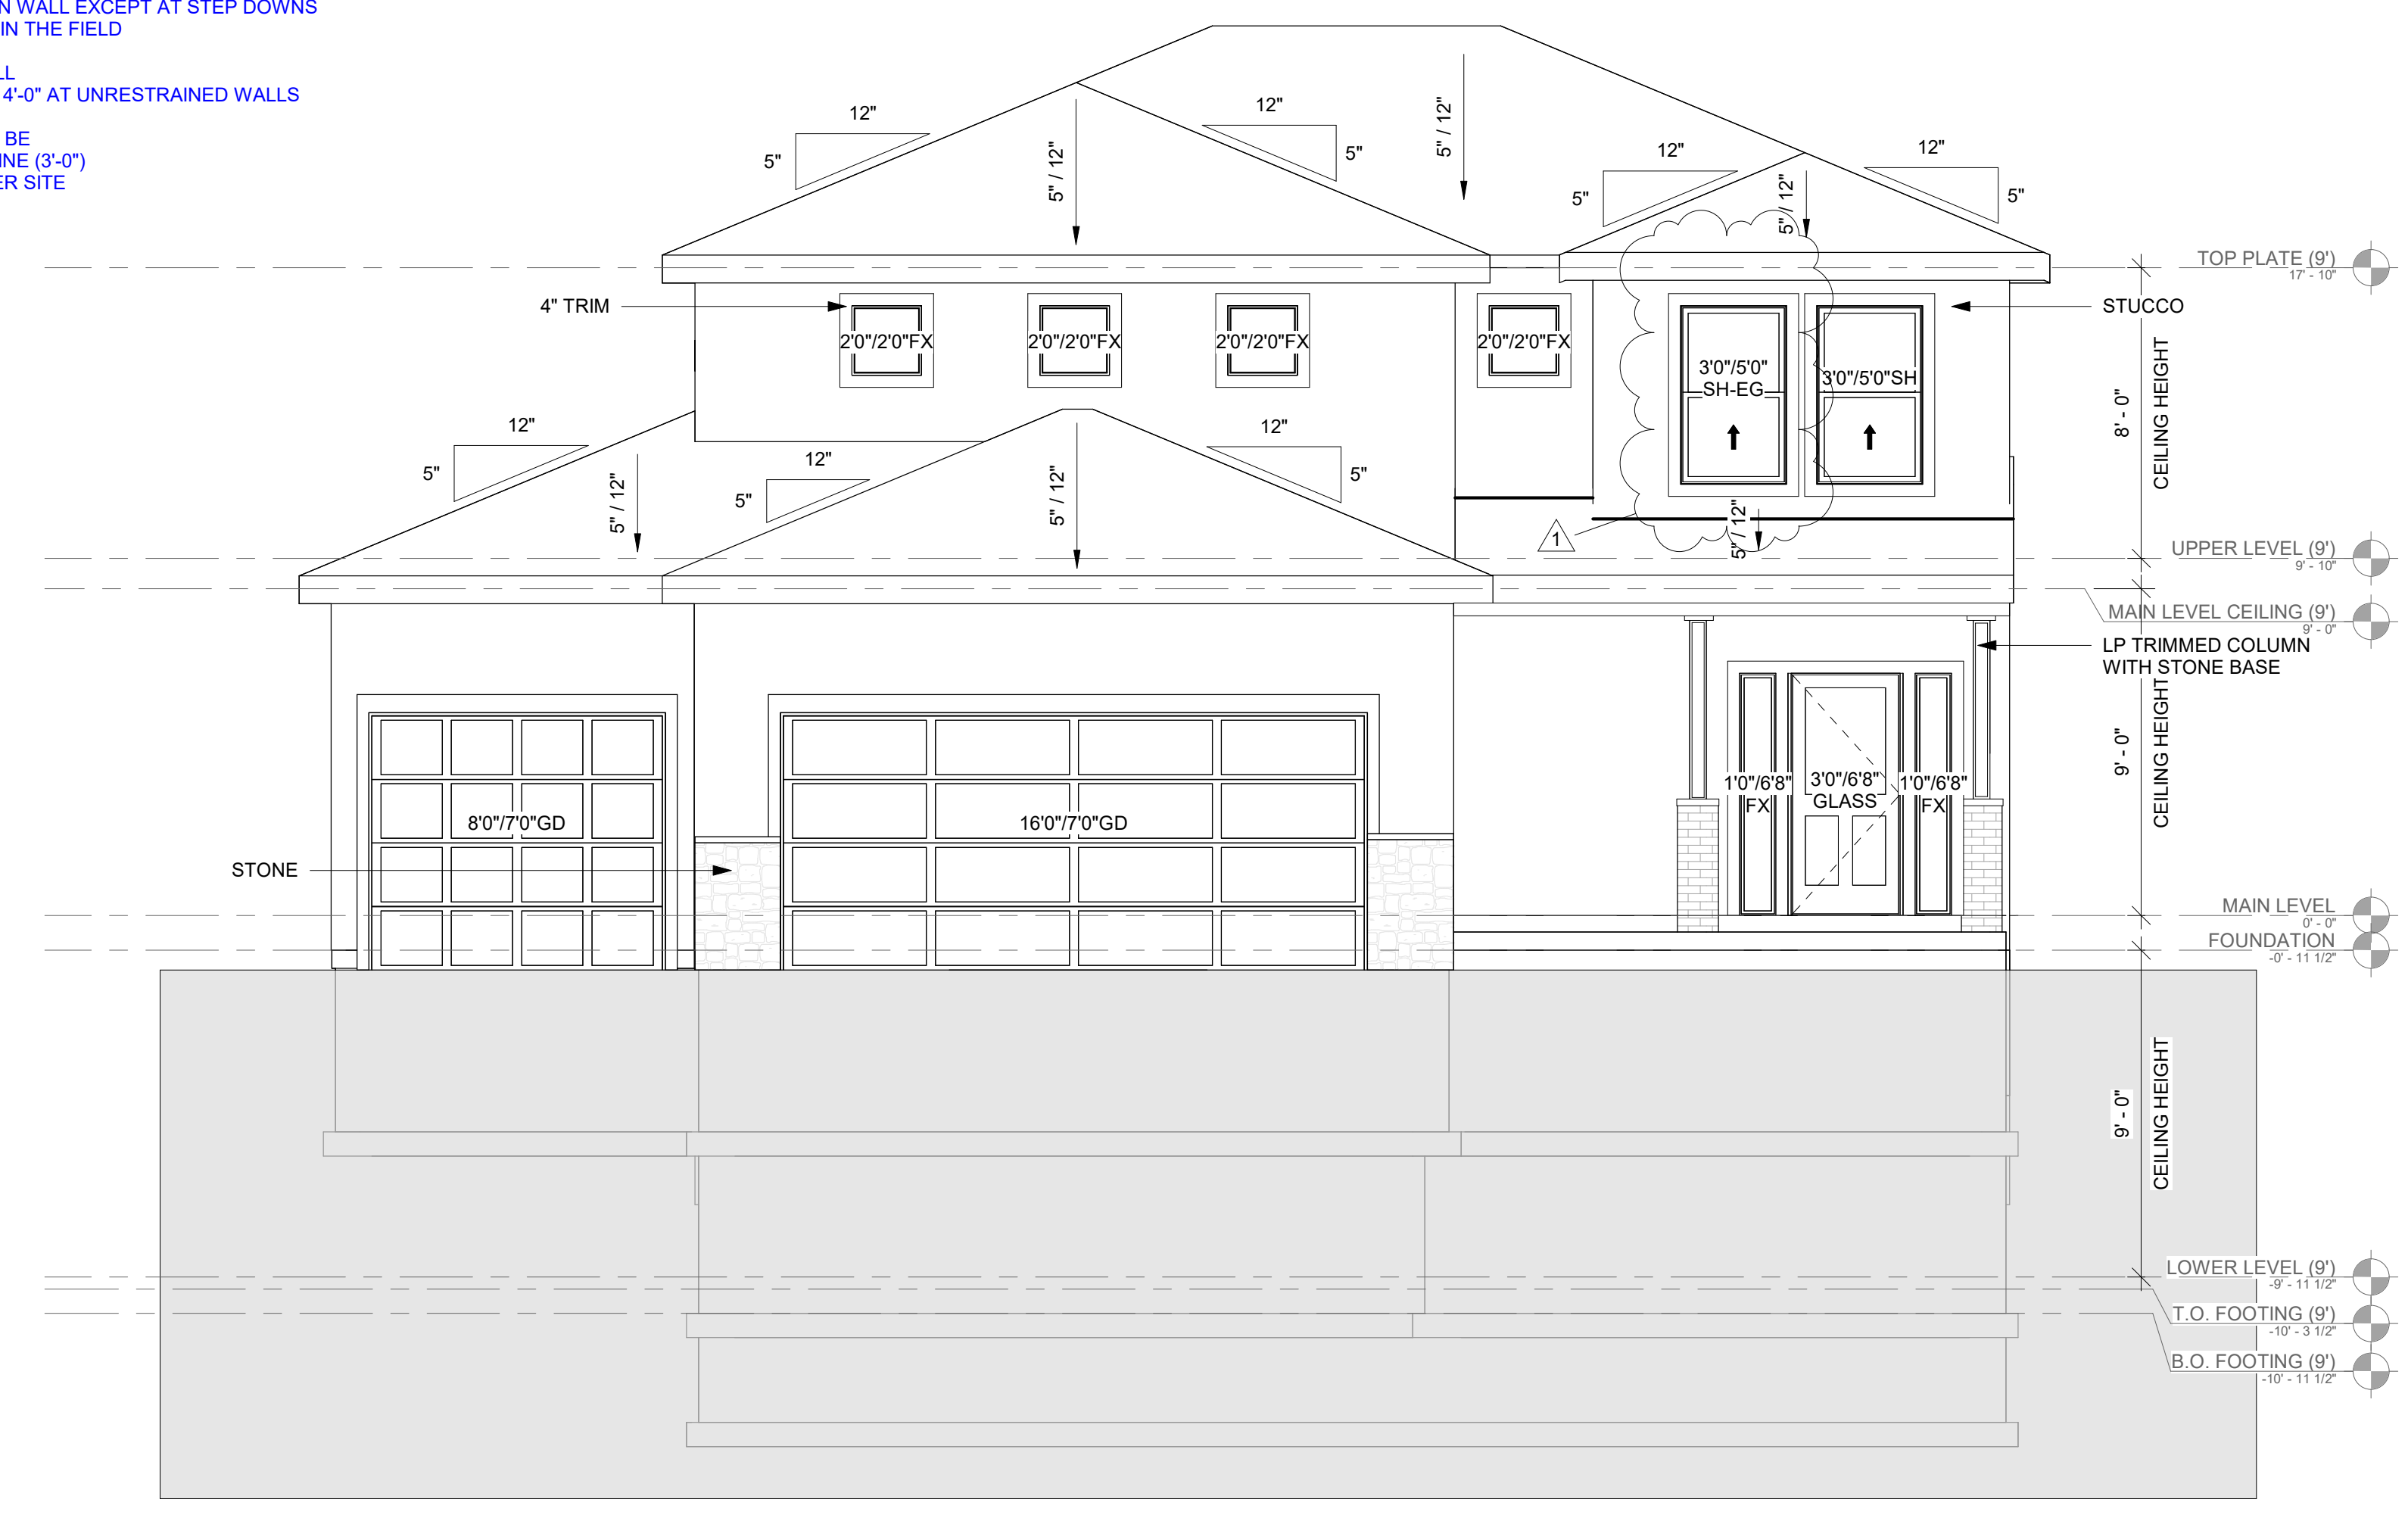 N WALL EXCEPT AT STEP DOWNS
IN THE FIELD
LL
4'-0" AT UNRESTRAINED WALLS
BE
INE (3'-0")
ER SITE
12"
5"
5" / 12"
12"
5"
5" / 12"
12"
5"
5" / 12"
12"
5"
TOP PLATE (9')
17' - 10"
4" TRIM
2'0"/2'0"FX
2'0"/2'0"FX
2'0"/2'0"FX
2'0"/2'0"FX
3'0"/5'0"
SH-EG
3'0"/5'0"SH
STUCCO
8' - 0"
CEILING HEIGHT
12"
5"
5" / 12"
12"
5"
5" / 12"
12"
5"
1
5" / 12"
UPPER LEVEL (9')
9' - 10"
MAIN LEVEL CEILING (9')
9' - 0"
LP TRIMMED COLUMN
WITH STONE BASE
9' - 0"
CEILING HEIGHT
8'0"/7'0"GD
16'0"/7'0"GD
1'0"/6'8"
FX
3'0"/6'8"
GLASS
1'0"/6'8"
FX
STONE
MAIN LEVEL
0' - 0"
FOUNDATION
-0' - 11 1/2"
9' - 0"
CEILING HEIGHT
LOWER LEVEL (9')
-9' - 11 1/2"
T.O. FOOTING (9')
-10' - 3 1/2"
B.O. FOOTING (9')
-10' - 11 1/2"